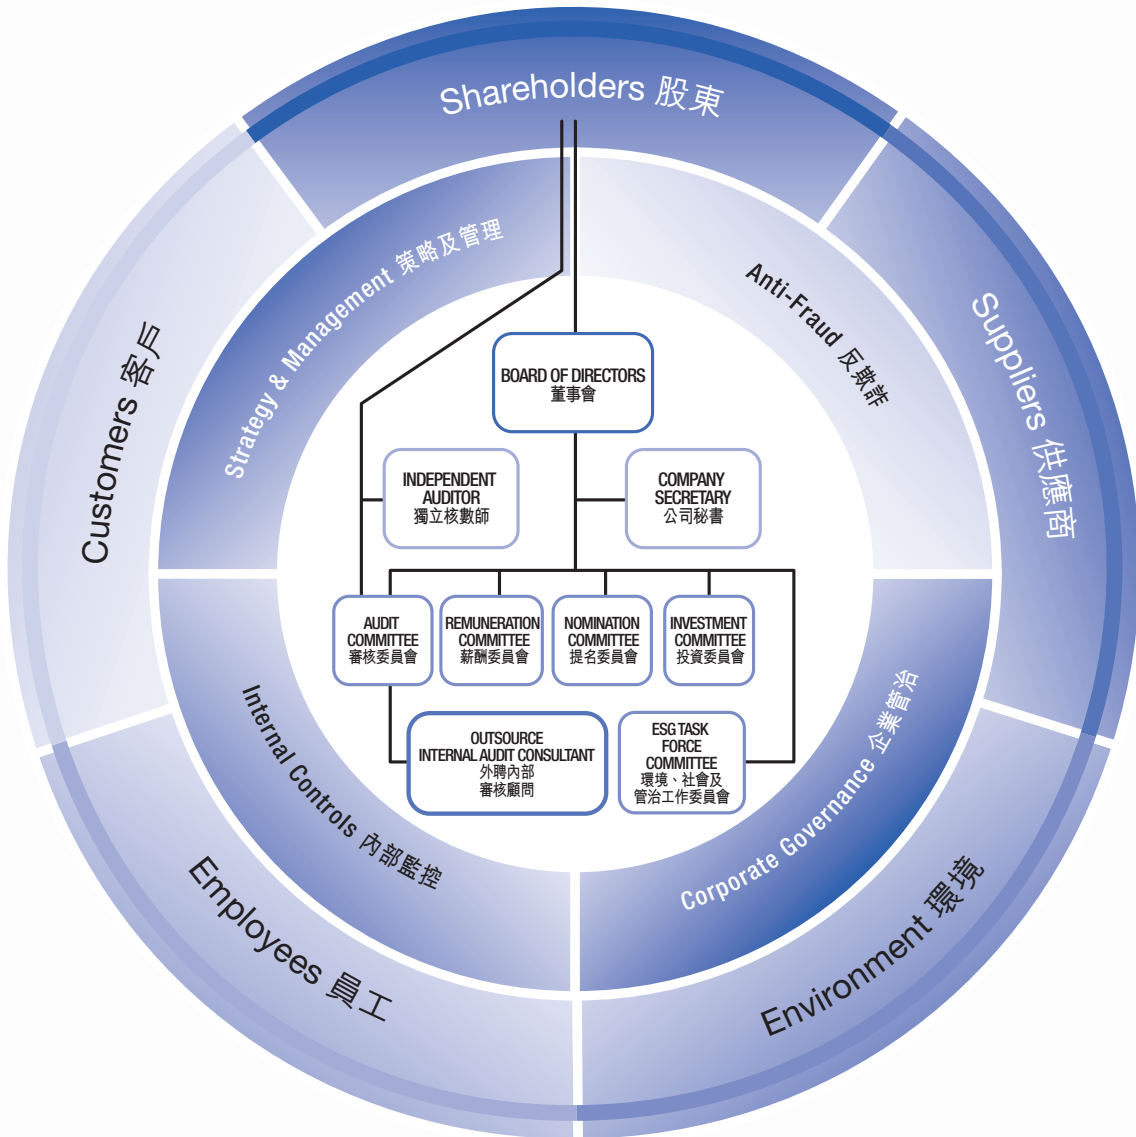 Shareholders 股東
Customers 客戶
Suppliers 供應商
Employees 員工
Environment 環境
Strategy & Management 策略及管理
Anti-Fraud 反欺詐
Internal Controls 內部監控
Corporate Governance 企業管治
BOARD OF DIRECTORS
董事會
INDEPENDENT
AUDITOR
獨立核數師
COMPANY
SECRETARY
公司秘書
AUDIT
COMMITTEE
審核委員會
REMUNERATION
COMMITTEE
薪酬委員會
NOMINATION
COMMITTEE
提名委員會
INVESTMENT
COMMITTEE
投資委員會
OUTSOURCE
INTERNAL AUDIT CONSULTANT
外聘內部
審核顧問
ESG TASK
FORCE
COMMITTEE
環境、社會及
管治工作委員會